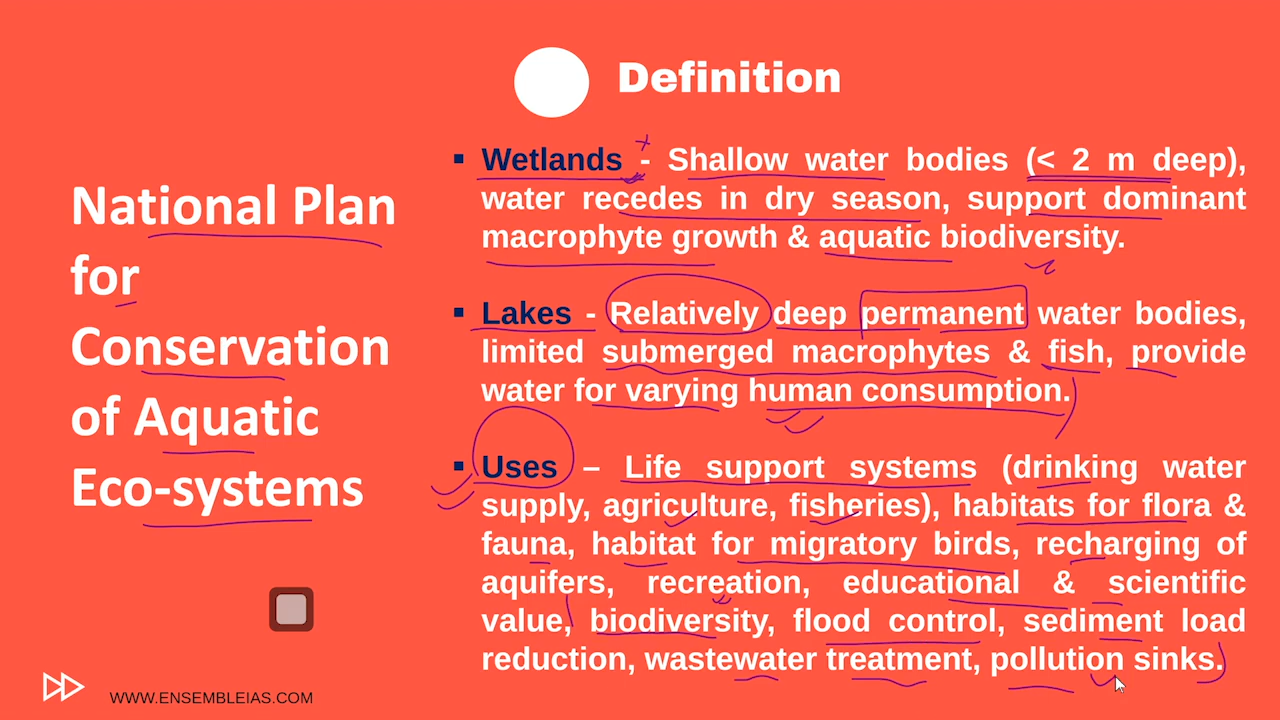 Definition
National Plan
for
Conservation
of Aquatic
Eco-systems
▪ Wetlands - Shallow water bodies (< 2 m deep),
water recedes in dry season, support dominant
macrophyte growth & aquatic biodiversity.
▪ Lakes - Relatively deep permanent water bodies,
limited submerged macrophytes & fish, provide
water for varying human consumption.
▪ Uses – Life support systems (drinking water
supply, agriculture, fisheries), habitats for flora &
fauna, habitat for migratory birds, recharging of
aquifers, recreation, educational & scientific
value, biodiversity, flood control, sediment load
reduction, wastewater treatment, pollution sinks.
WWW.ENSEMBLEIAS.COM